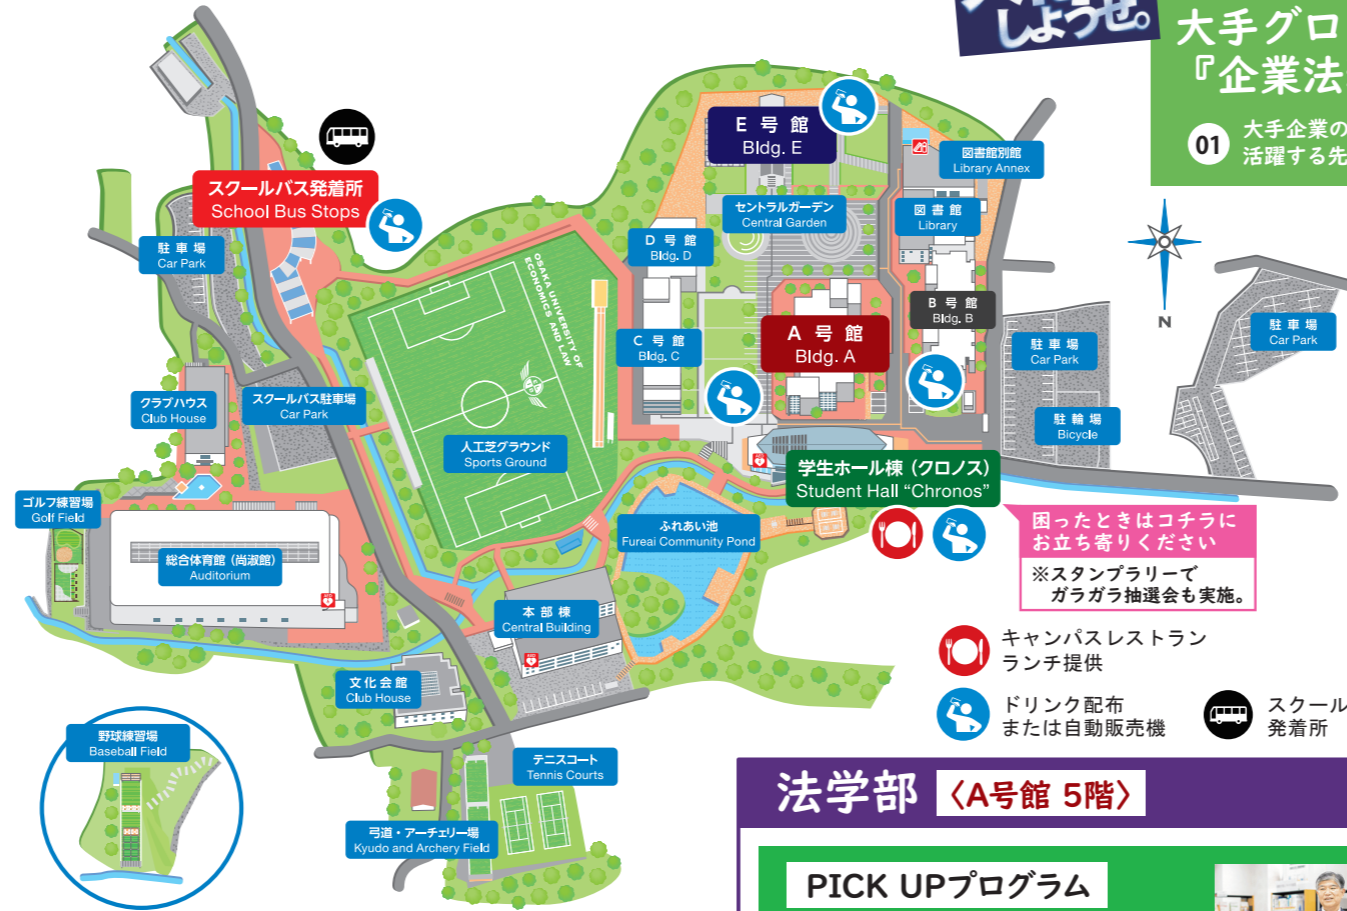 しようぜ。
大手グロ
『企業法
01
大手企業の
活躍する先
E 号 館
Bldg. E
図書館別館
Library Annex
スクールバス発着所
School Bus Stops
セントラルガーデン
Central Garden
図 書 館
Library
駐 車 場
Car Park
D 号 館
Bldg. D
OSAKA UNIVERSITY OF
ECONOMICS AND LAW
B 号 館
Bldg. B
N
A 号 館
Bldg. A
C 号 館
Bldg. C
駐 車 場
Car Park
駐 車 場
Car Park
クラブハウス
Club House
スクールバス駐車場
Car Park
駐 輪 場
Bicycle
人工芝グラウンド
Sports Ground
学生ホール棟（クロノス）
Student Hall “Chronos”
ゴルフ練習場
Golf Field
ふれあい池
Fureai Community Pond
困ったときはコチラに
お立ち寄りください
※スタンプラリーで
ガラガラ抽選会も実施。
総合体育館（尚淑館）
Auditorium
本 部 棟
Central Building
キャンパスレストラン
ランチ提供
文 化 会 館
Club House
ドリンク配布
または自動販売機
スクール
発着所
野球練習場
Baseball Field
テニスコート
Tennis Courts
弓道・アーチェリー場
Kyudo and Archery Field
法学部
〈A号館 5階〉
PICK UPプログラム